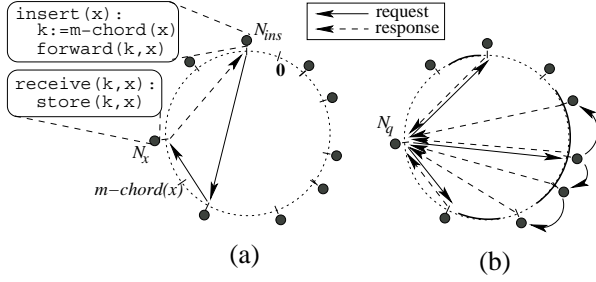 insert(x):
k:=m-chord(x)
forward(k,x)
receive(k,x):
store(k,x)
N_ins
0
request
response
N_x
m−chord(x)
N_q
(a)
(b)